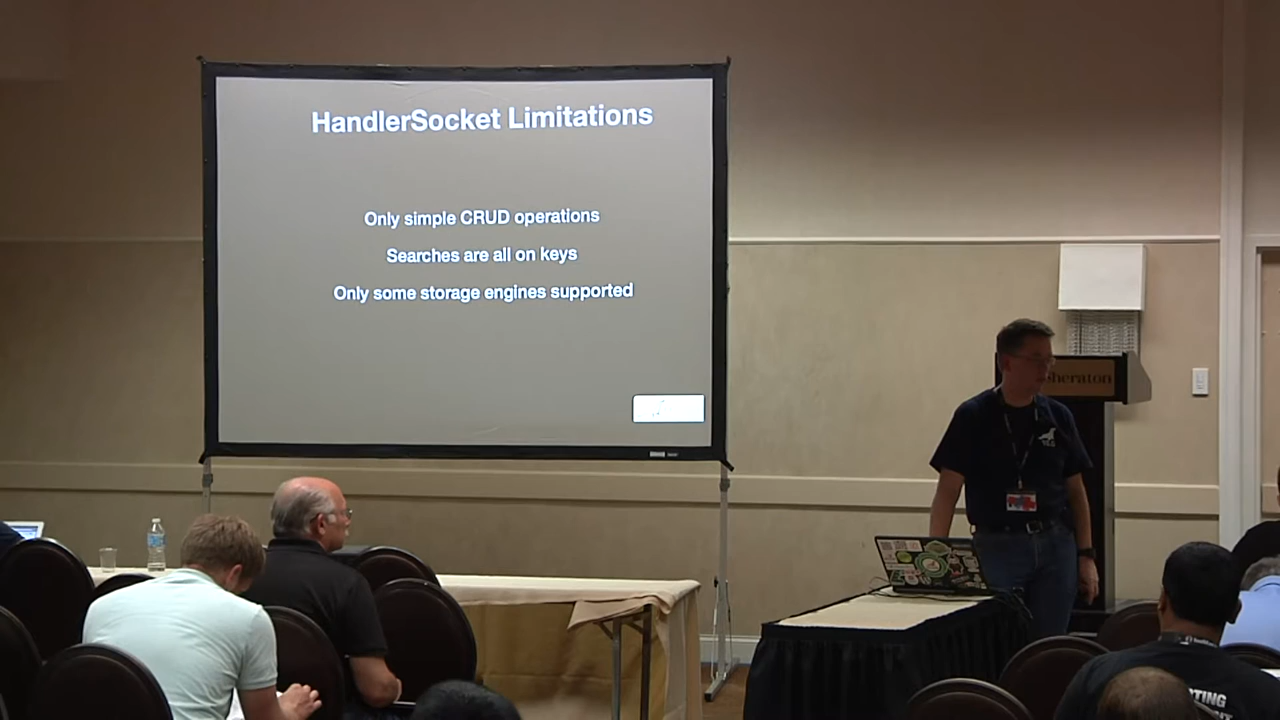 HandlerSocket Limitations
Only simple CRUD operations
Searches are all on keys
Only some storage engines supported
Sheraton